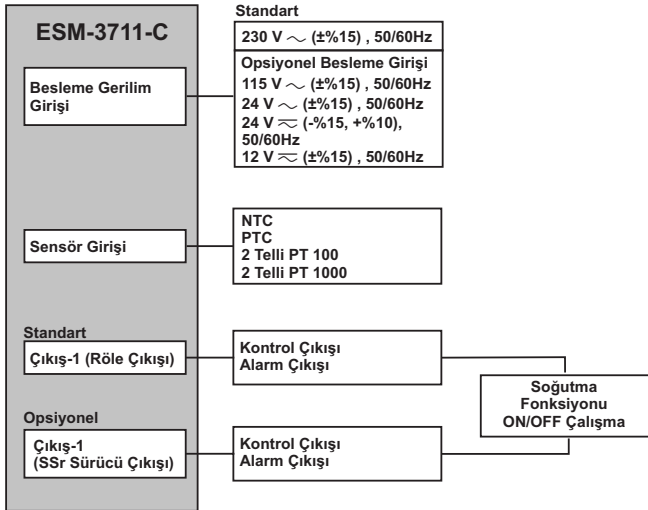 ESM-3711-C
Standart
230 V ~ (±%15) , 50/60Hz
Besleme Gerilim
Girişi
Opsiyonel Besleme Girişi
115 V ~ (±%15) , 50/60Hz
24 V ~ (±%15) , 50/60Hz
24 V ⎓~ (-%15, +%10),
50/60Hz
12 V ⎓~ (±%15) , 50/60Hz
Sensör Girişi
NTC
PTC
2 Telli PT 100
2 Telli PT 1000
Standart
Çıkış-1 (Röle Çıkışı)
Kontrol Çıkışı
Alarm Çıkışı
Soğutma
Fonksiyonu
ON/OFF Çalışma
Opsiyonel
Çıkış-1
(SSr Sürücü Çıkışı)
Kontrol Çıkışı
Alarm Çıkışı